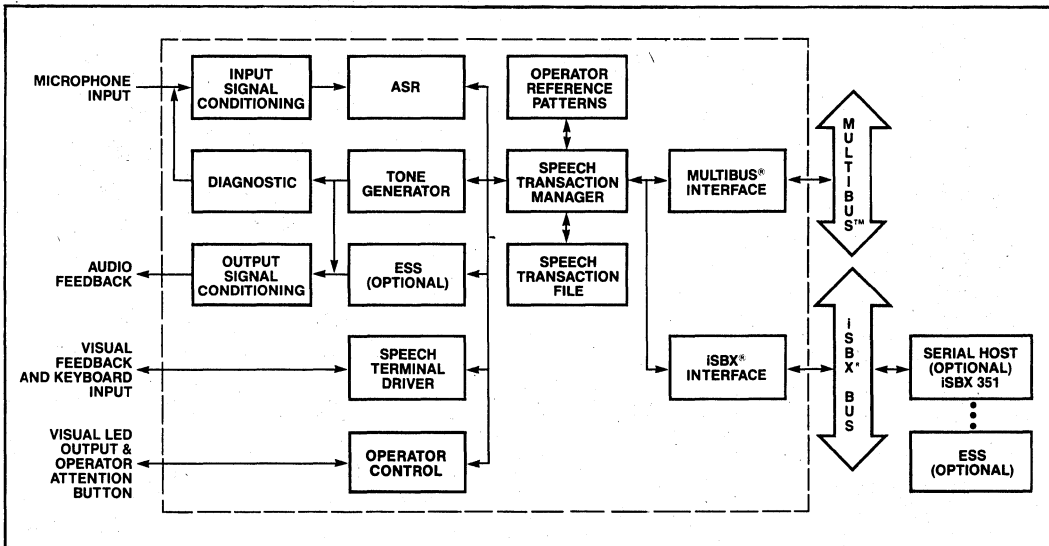 MICROPHONE
INPUT
INPUT
SIGNAL
CONDITIONING
ASR
OPERATOR
REFERENCE
PATTERNS
DIAGNOSTIC
TONE
GENERATOR
SPEECH
TRANSACTION
MANAGER
MULTIBUS®
INTERFACE
MULTIBUS™
AUDIO
FEEDBACK
OUTPUT
SIGNAL
CONDITIONING
ESS
(OPTIONAL)
SPEECH
TRANSACTION
FILE
VISUAL
FEEDBACK
AND KEYBOARD
INPUT
SPEECH
TERMINAL
DRIVER
iSBX®
INTERFACE
iSBX* BUS
SERIAL HOST
(OPTIONAL)
iSBX 351
VISUAL LED
OUTPUT &
OPERATOR
ATTENTION
BUTTON
OPERATOR
CONTROL
ESS
(OPTIONAL)